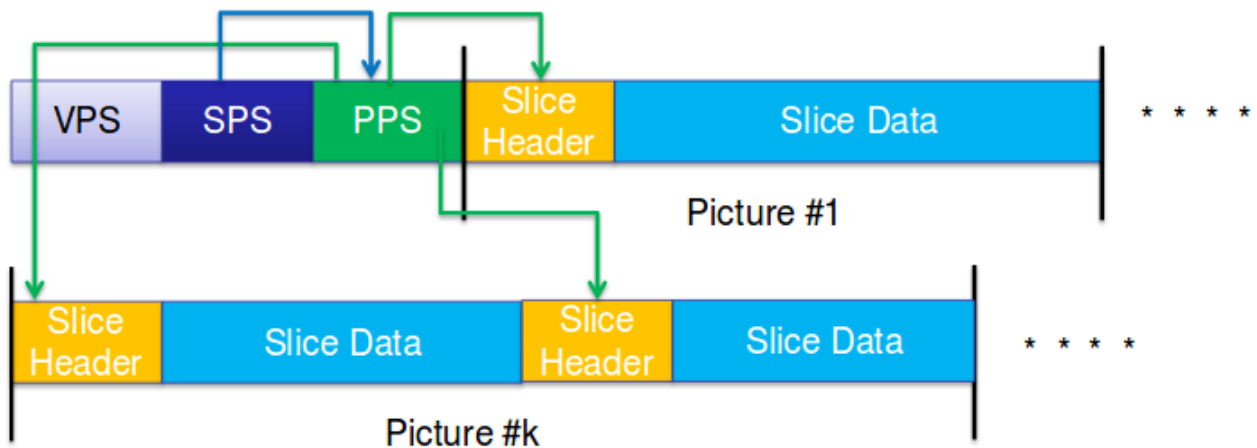 VPS SPS PPS Slice Header Slice Data * * * *
Picture #1
Slice Header Slice Data Slice Header Slice Data * * * *
Picture #k